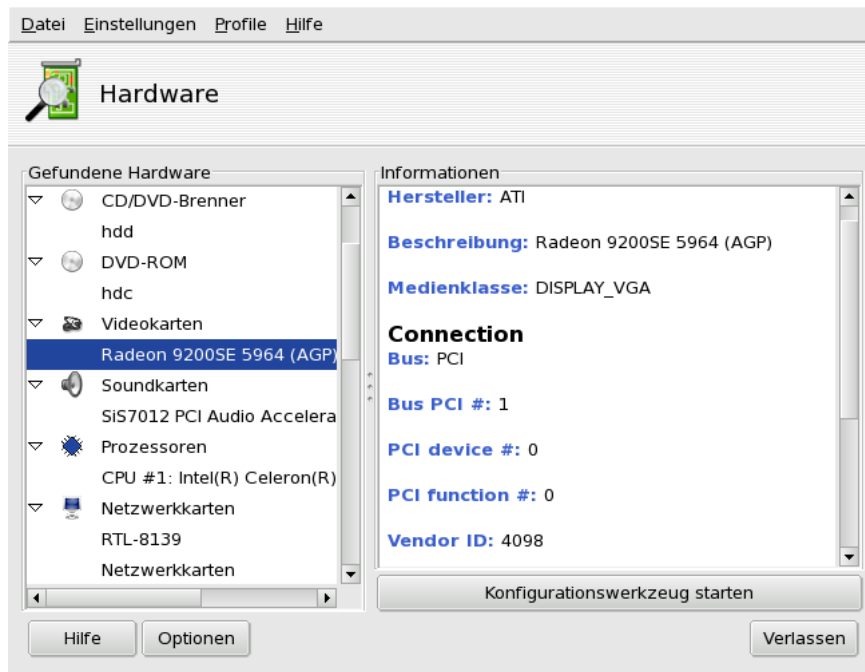 Datei Einstellungen Profile Hilfe
Hardware
Gefundene Hardware
CD/DVD-Brenner
hdd
DVD-ROM
hdc
Videokarten
Radeon 9200SE 5964 (AGP)
Soundkarten
SiS7012 PCI Audio Accelera
Prozessoren
CPU #1: Intel(R) Celeron(R)
Netzwerkkarten
RTL-8139
Netzwerkkarten
Informationen
Hersteller: ATI
Beschreibung: Radeon 9200SE 5964 (AGP)
Medienklasse: DISPLAY_VGA
Connection
Bus: PCI
Bus PCI #: 1
PCI device #: 0
PCI function #: 0
Vendor ID: 4098
Konfigurationswerkzeug starten
Hilfe Optionen Verlassen